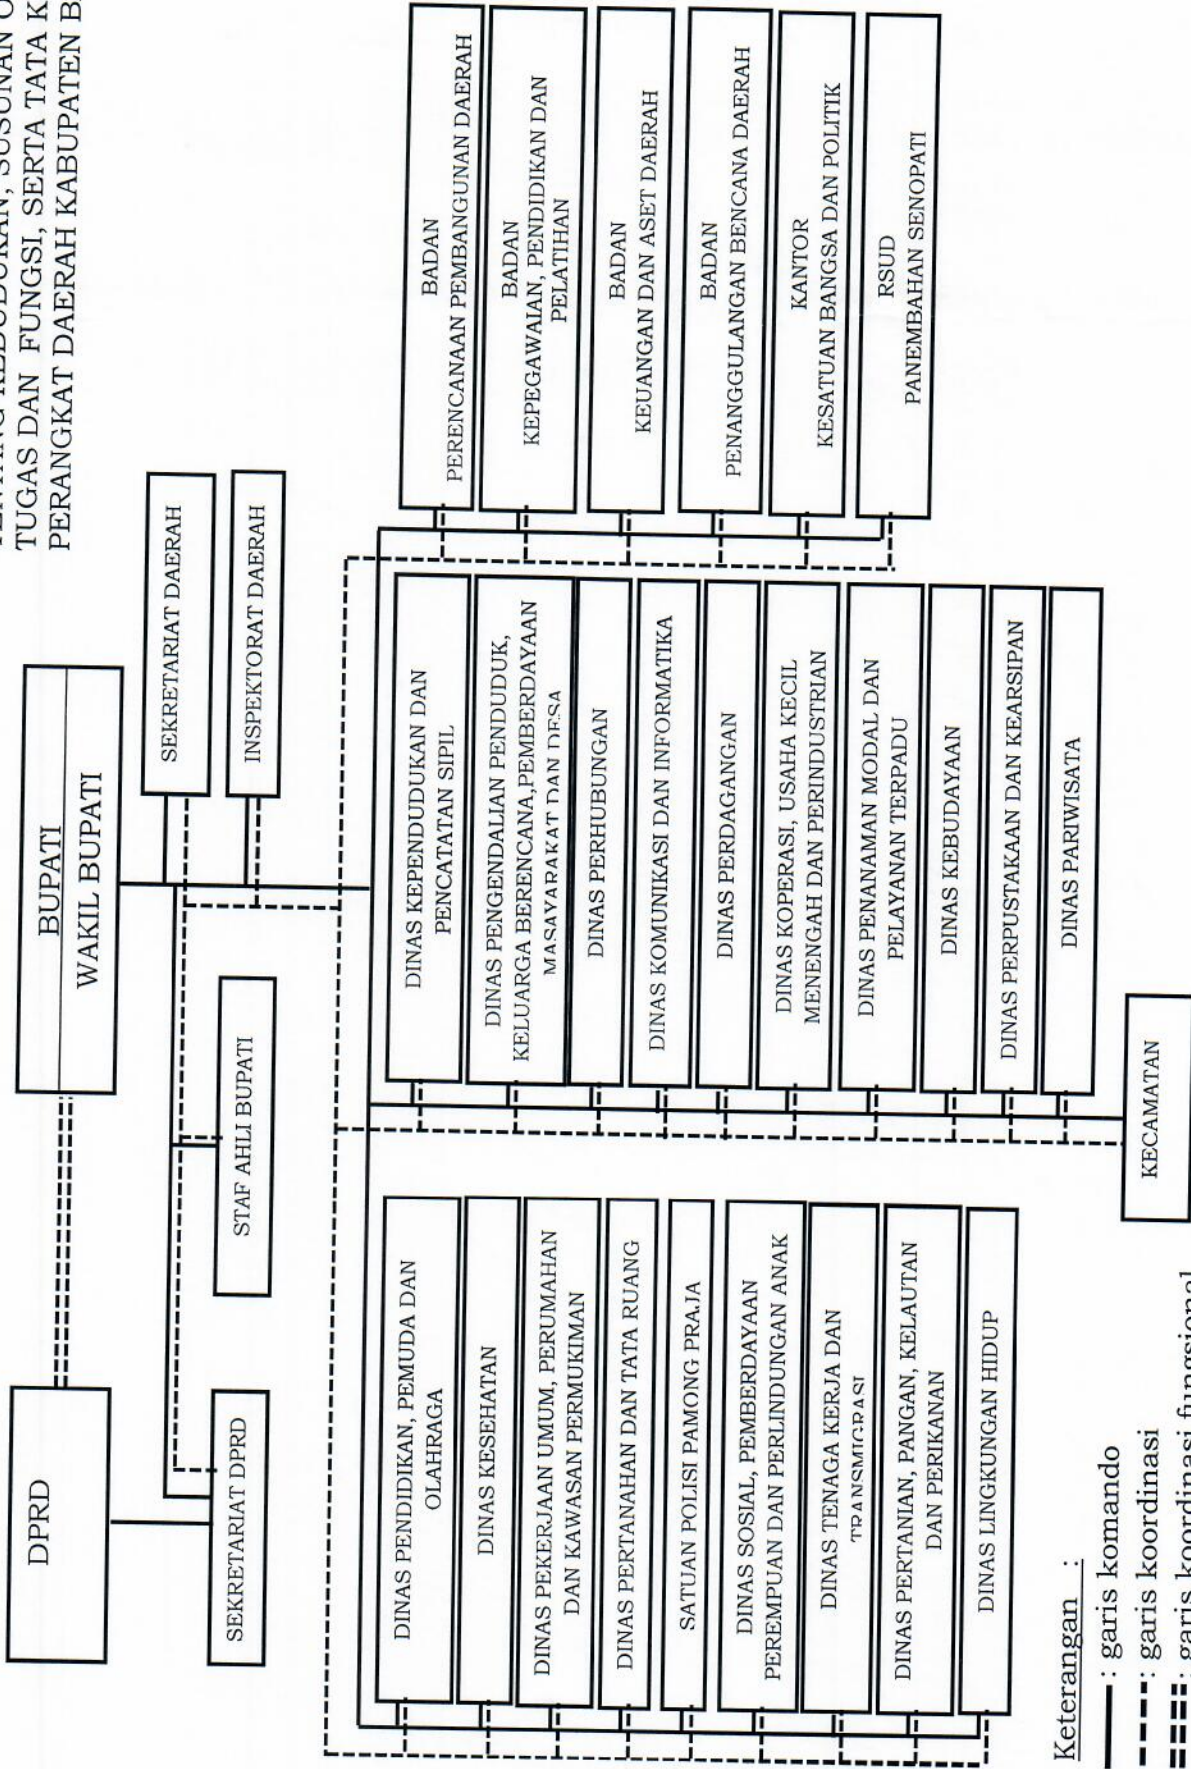 TUGAS DAN FUNGSI, SERTA TATA
PERANGKAT DAERAH KABUPATEN
BUPATI
WAKIL BUPATI
DPRD
SEKRETARIAT DAERAH
INSPEKTORAT DAERAH
STAF AHLI BUPATI
SEKRETARIAT DPRD
DINAS PENDIDIKAN, PEMUDA DAN
OLAHRAGA
DINAS KESEHATAN
DINAS PEKERJAAN UMUM, PERUMAHAN
DAN KAWASAN PERMUKIMAN
DINAS PERTANAHAN DAN TATA RUANG
SATUAN POLISI PAMONG PRAJA
DINAS SOSIAL, PEMBERDAYAAN
PEREMPUAN DAN PERLINDUNGAN ANAK
DINAS TENAGA KERJA DAN
TRANSMIGRASI
DINAS PERTANIAN, PANGAN, KELAUTAN
DAN PERIKANAN
DINAS LINGKUNGAN HIDUP
DINAS KEPENDUDUKAN DAN
PENCATATAN SIPIL
DINAS PENGENDALIAN PENDUDUK,
KELUARGA BERENCANA,PEMBERDAYAAN
MASAYARAKAT DAN DESA
DINAS PERHUBUNGAN
DINAS KOMUNIKASI DAN INFORMATIKA
DINAS PERDAGANGAN
DINAS KOPERASI, USAHA KECIL
MENENGAH DAN PERINDUSTRIAN
DINAS PENANAMAN MODAL DAN
PELAYANAN TERPADU
DINAS KEBUDAYAAN
DINAS PERPUSTAKAAN DAN KEARSIPAN
DINAS PARIWISATA
BADAN
PERENCANAAN PEMBANGUNAN DAERAH
BADAN
KEPEGAWAIAN, PENDIDIKAN DAN
PELATIHAN
BADAN
KEUANGAN DAN ASET DAERAH
BADAN
PENANGGULANGAN BENCANA DAERAH
KANTOR
KESATUAN BANGSA DAN POLITIK
RSUD
PANEMBAHAN SENOPATI
KECAMATAN
Keterangan :
: garis komando
: garis koordinasi
: garis koordinasi fungsional